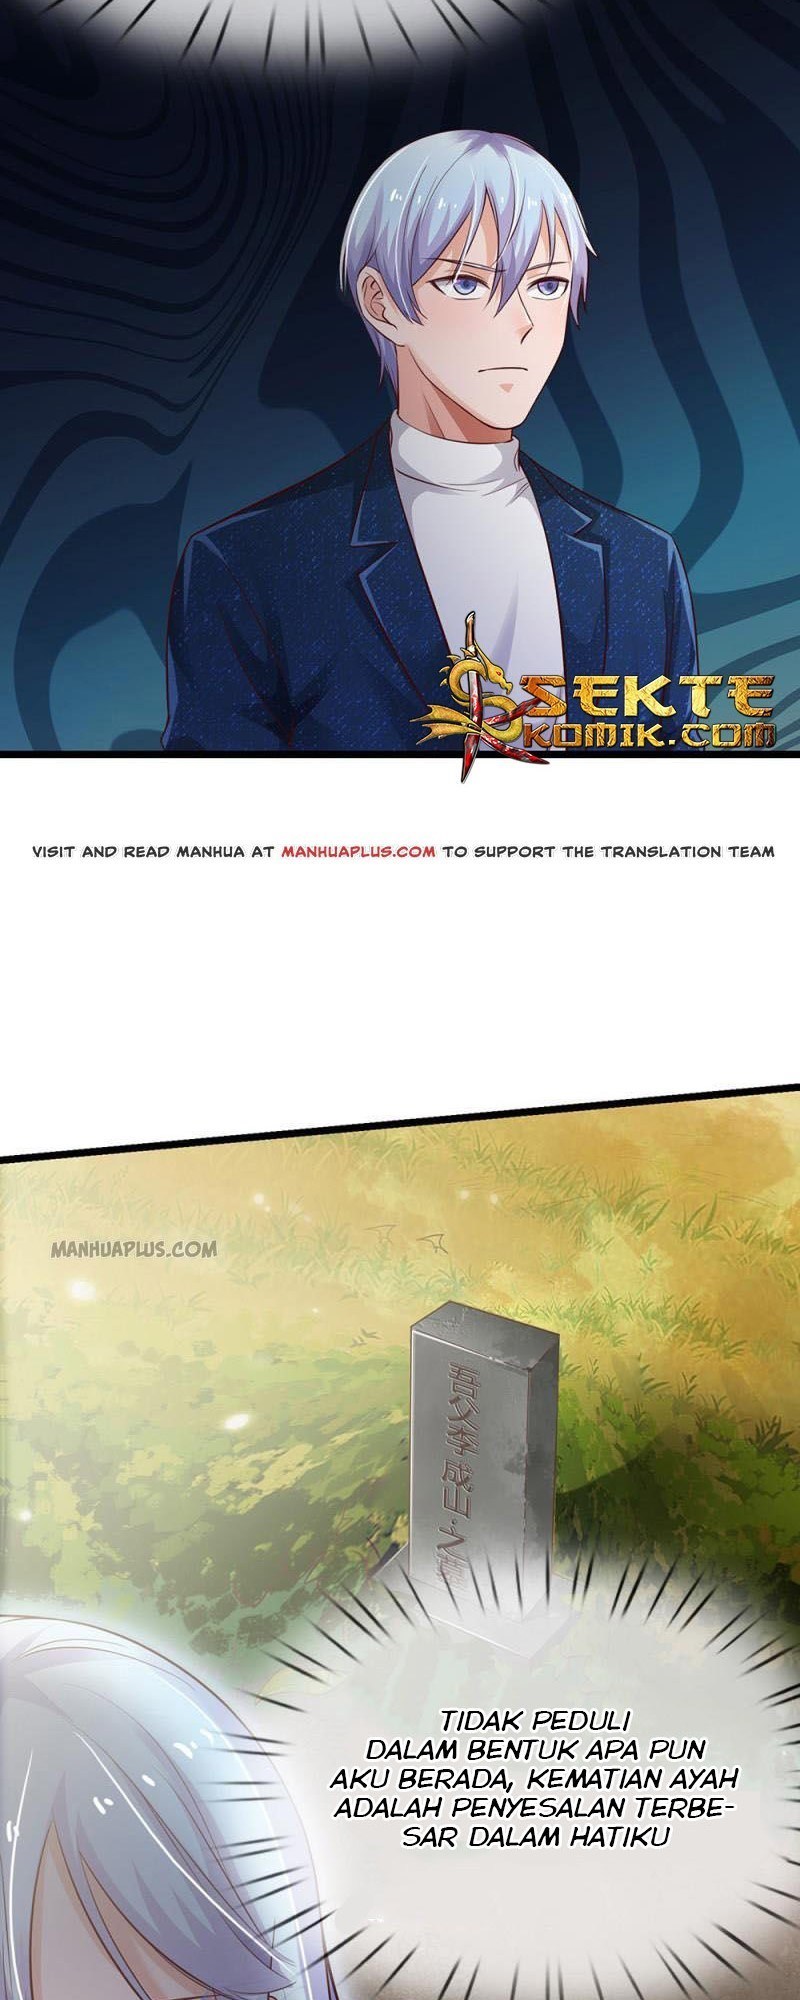 SEKTE
KOMIK.COM
VISIT AND READ MANHUA AT MANHUAPLUS.COM TO SUPPORT THE TRANSLATION TEAM
MANHUAPLUS.COM
吾父李成山·之墓
TIDAK PEDULI
DALAM BENTUK APA PUN
AKU BERADA, KEMATIAN AYAH
ADALAH PENYESALAN TERBE-
SAR DALAM HATIKU